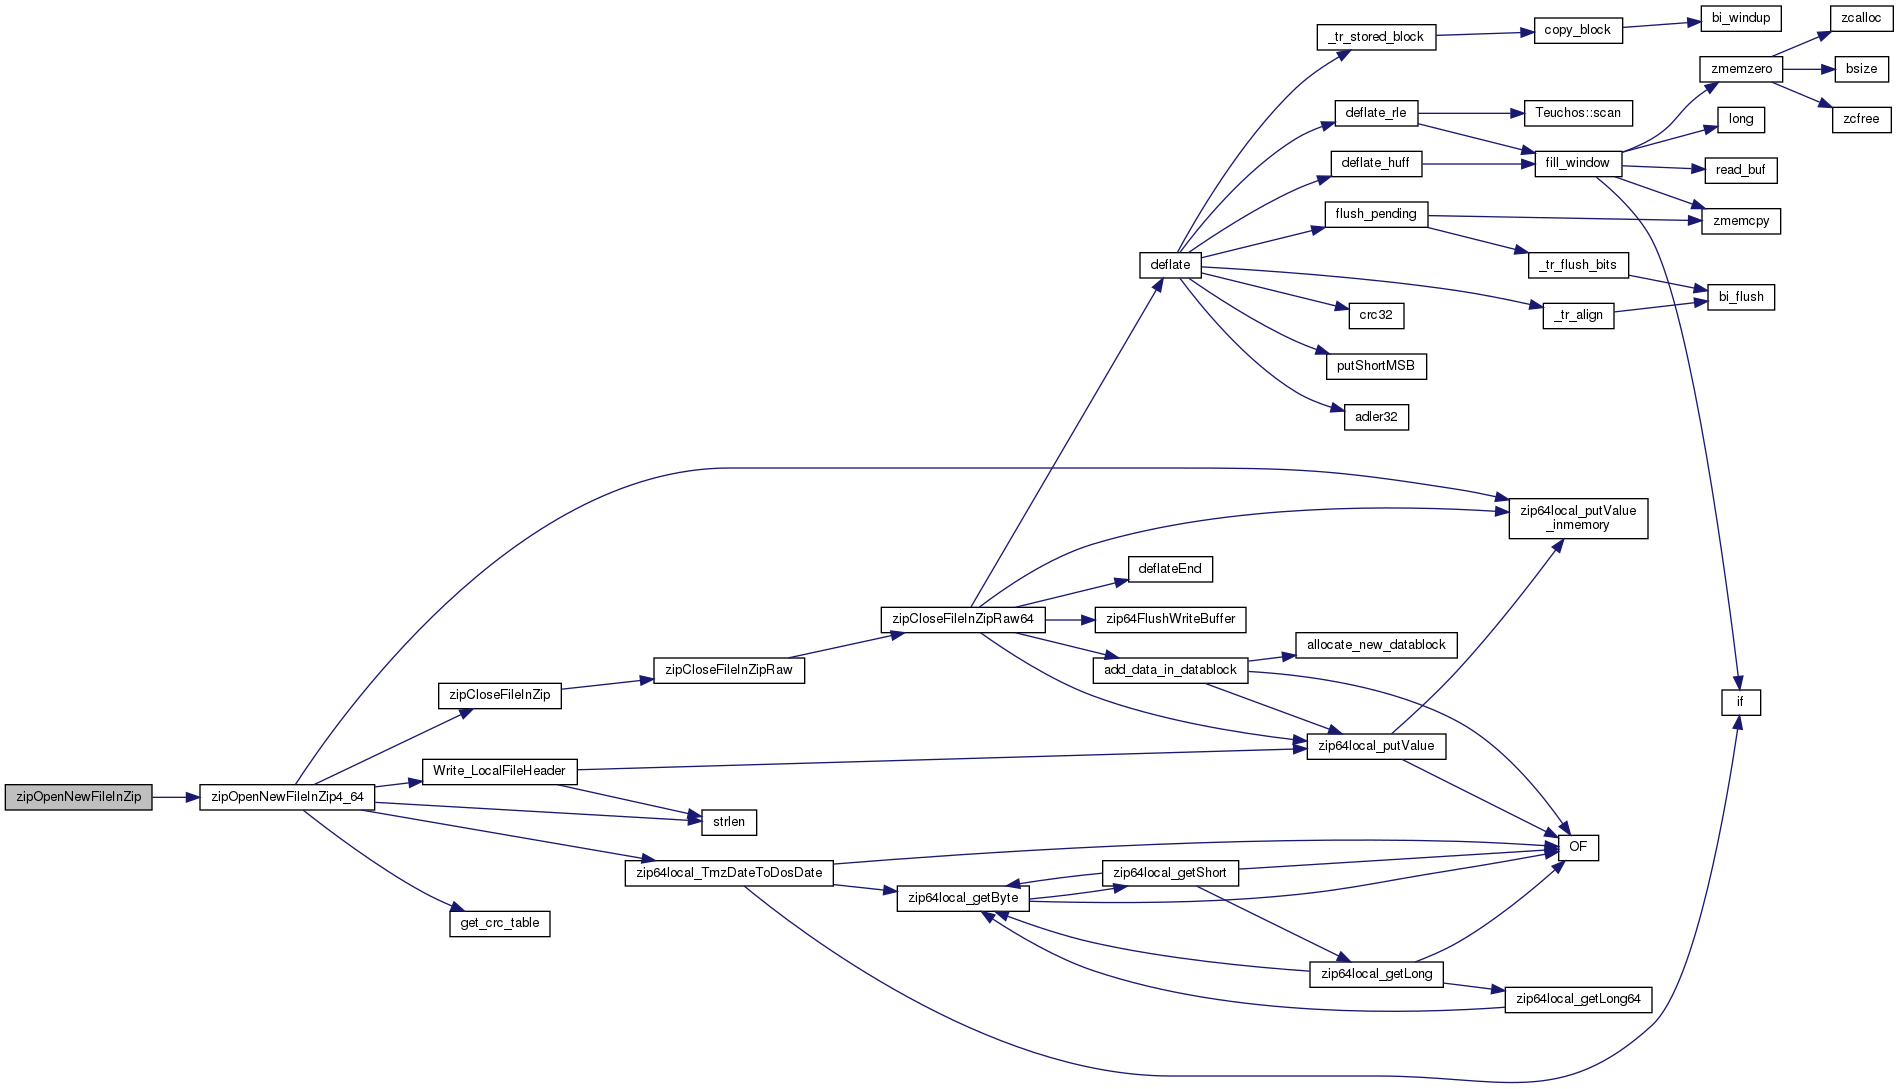 bi_windup
zcalloc
_tr_stored_block
copy_block
zmemzero
bsize
deflate_rle
Teuchos::scan
long
zcfree
deflate_huff
fill_window
read_buf
flush_pending
zmemcpy
deflate
_tr_flush_bits
bi_flush
crc32
_tr_align
putShortMSB
adler32
zip64local_putValue
_inmemory
deflateEnd
zipCloseFileInZipRaw64
zip64FlushWriteBuffer
allocate_new_datablock
zipCloseFileInZipRaw
add_data_in_datablock
zipCloseFileInZip
if
zip64local_putValue
Write_LocalFileHeader
zipOpenNewFileInZip
zipOpenNewFileInZip4_64
strlen
OF
zip64local_TmzDateToDosDate
zip64local_getShort
zip64local_getByte
get_crc_table
zip64local_getLong
zip64local_getLong64